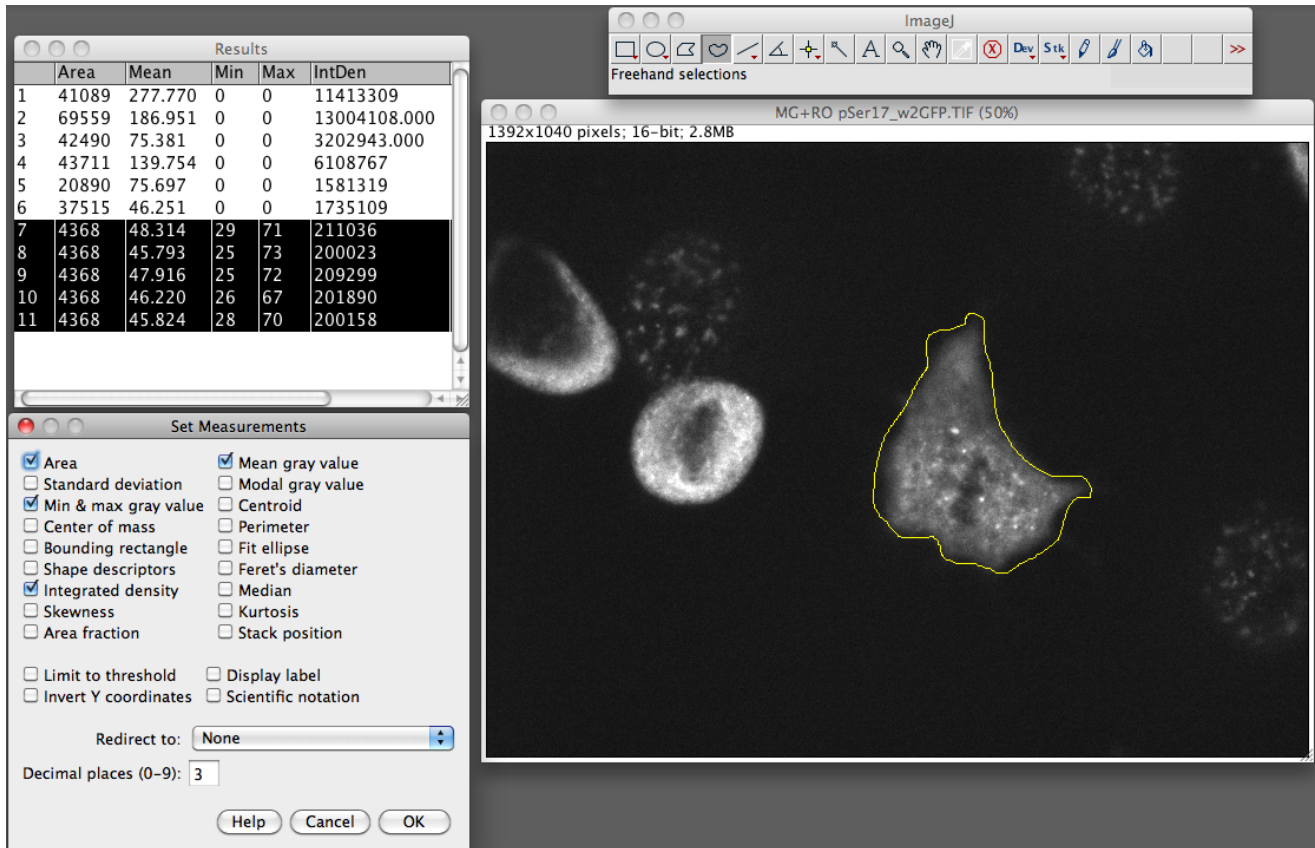 Results
Area Mean Min Max IntDen
1 41089 277.770 0 0 11413309
2 69559 186.951 0 0 13004108.000
3 42490 75.381 0 0 3202943.000
4 43711 139.754 0 0 6108767
5 20890 75.697 0 0 1581319
6 37515 46.251 0 0 1735109
7 4368 48.314 29 71 211036
8 4368 45.793 25 73 200023
9 4368 47.916 25 72 209299
10 4368 46.220 26 67 201890
11 4368 45.824 28 70 200158
ImageJ
A Dev Stk >>
Freehand selections
MG+RO pSer17_w2GFP.TIF (50%)
1392x1040 pixels; 16-bit; 2.8MB
Set Measurements
Area Mean gray value
Standard deviation Modal gray value
Min & max gray value Centroid
Center of mass Perimeter
Bounding rectangle Fit ellipse
Shape descriptors Feret's diameter
Integrated density Median
Skewness Kurtosis
Area fraction Stack position
Limit to threshold Display label
Invert Y coordinates Scientific notation
Redirect to: None
Decimal places (0-9): 3
Help Cancel OK